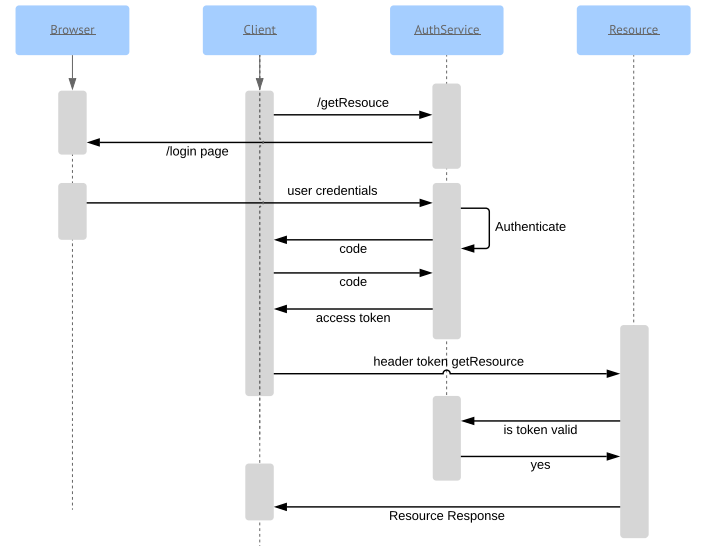 Browser
Client
AuthService
Resource
/getResouce
/login page
user credentials
Authenticate
code
code
access token
header token getResource
is token valid
yes
Resource Response